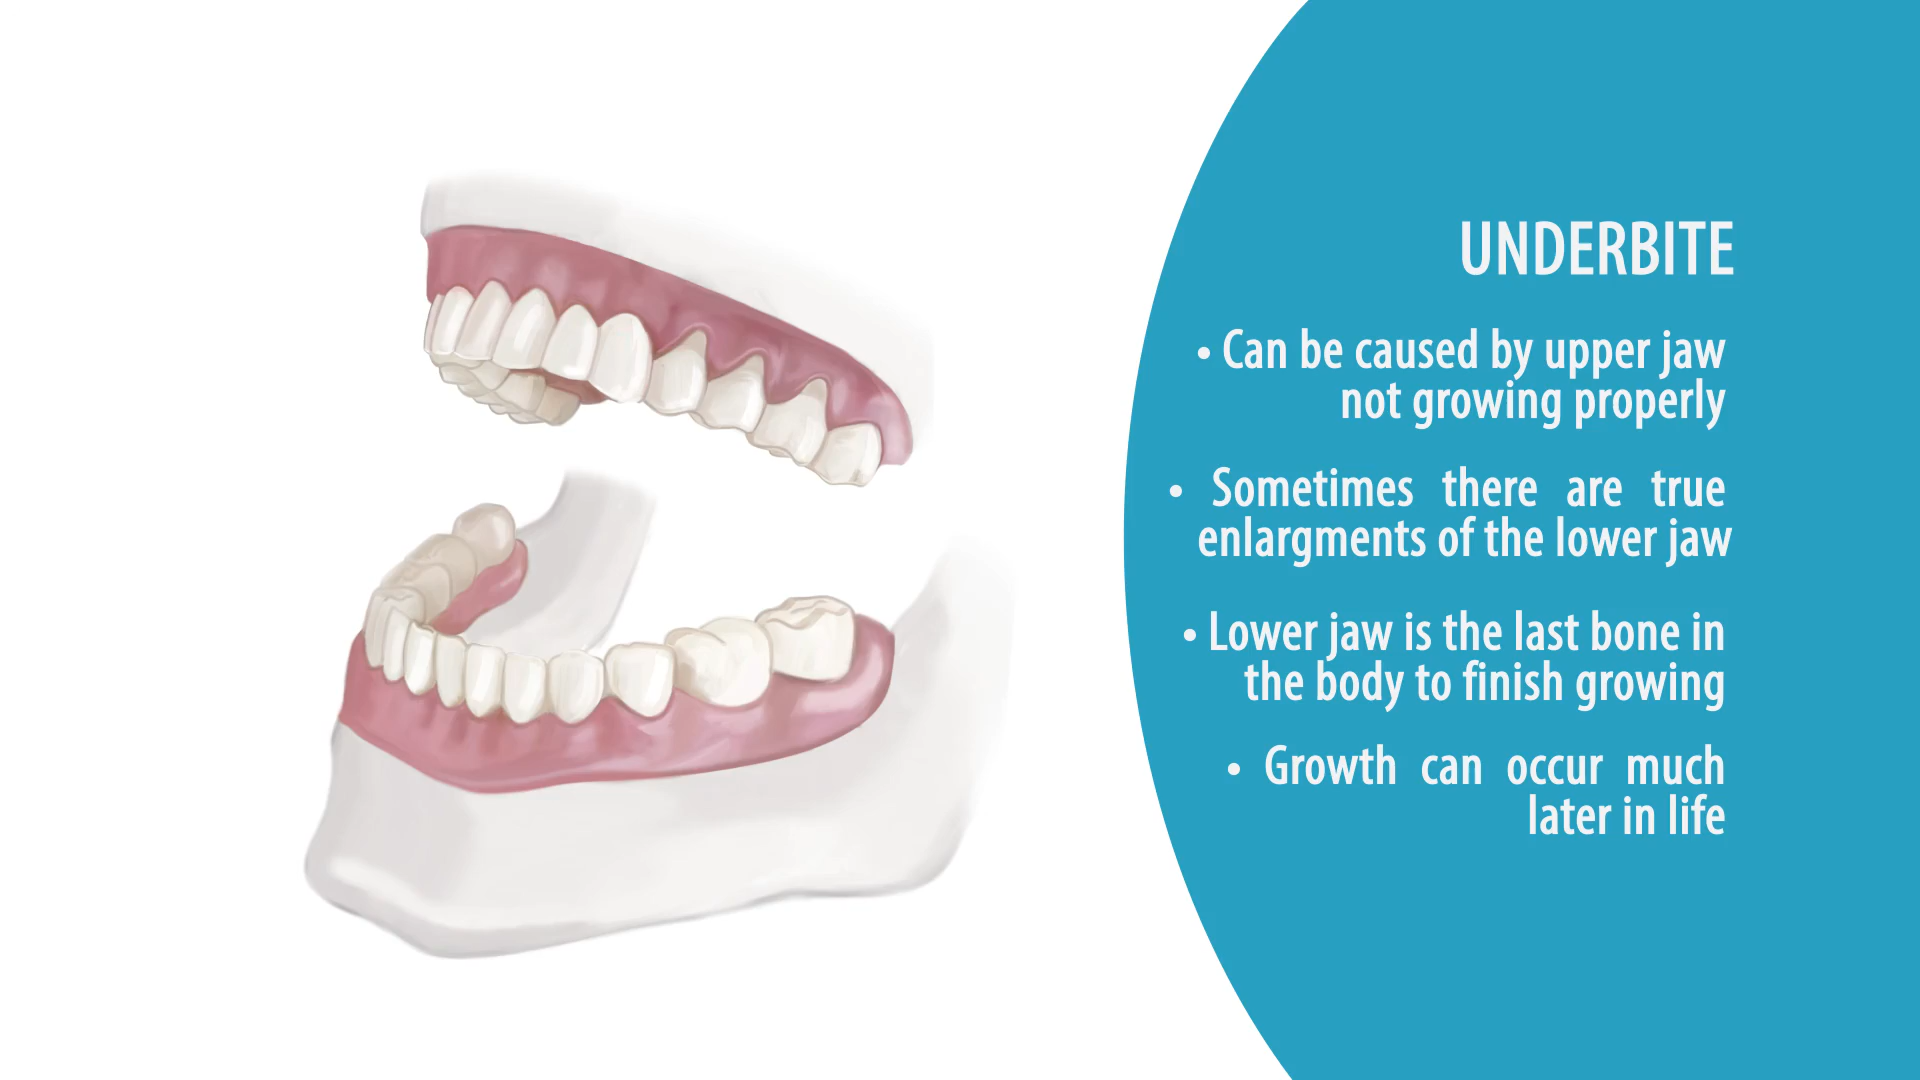 UNDERBITE
• Can be caused by upper jaw
not growing properly
• Sometimes there are true
enlargments of the lower jaw
• Lower jaw is the last bone in
the body to finish growing
• Growth can occur much
later in life